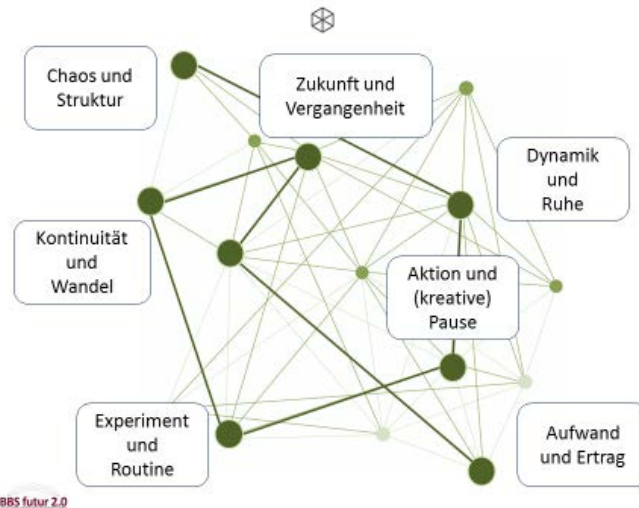 Chaos und
Struktur
Zukunft und
Vergangenheit
Dynamik
und
Ruhe
Kontinuität
und
Wandel
Aktion und
(kreative)
Pause
Experiment
und
Routine
Aufwand
und Ertrag
BBS futur 2.0